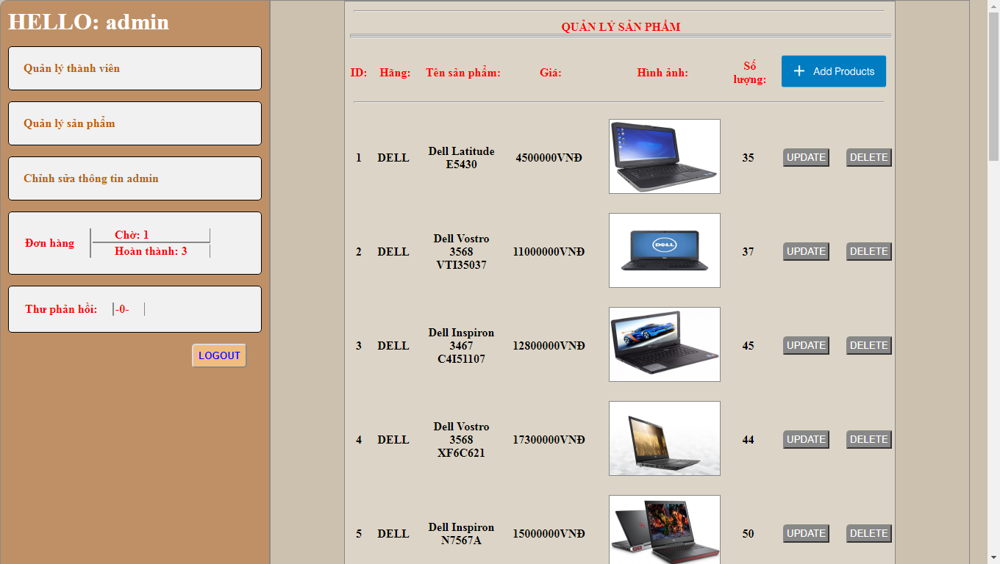 HELLO: admin
Quản lý thành viên
Quản lý sản phẩm
Chỉnh sửa thông tin admin
Đơn hàng
Chờ: 1
Hoàn thành: 3
Thư phản hồi: -0-
LOGOUT
QUẢN LÝ SẢN PHẨM
ID: Hãng: Tên sản phẩm: Giá: Hình ảnh: Số
lượng:
Add Products
1 DELL Dell Latitude
E5430
4500000VNĐ 35 UPDATE DELETE
2 DELL Dell Vostro
3568
VTI35037
11000000VNĐ DELL 37 UPDATE DELETE
3 DELL Dell Inspiron
3467
C4I51107
12800000VNĐ 45 UPDATE DELETE
4 DELL Dell Vostro
3568
XF6C621
17300000VNĐ 44 UPDATE DELETE
5 DELL Dell Inspiron
N7567A
15000000VNĐ 50 UPDATE DELETE